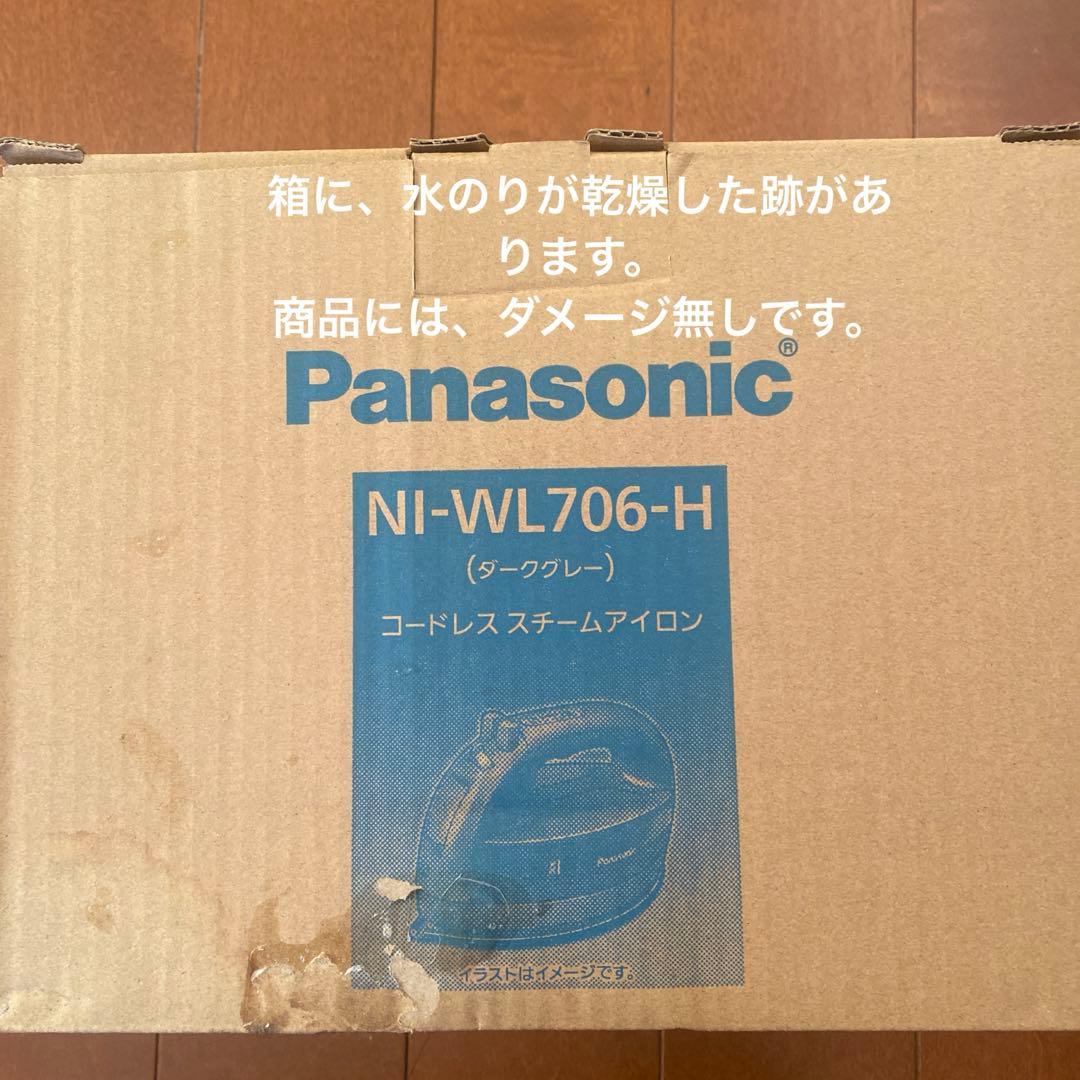 箱に、水のりが乾燥した跡があ
ります。
商品には、ダメージ無しです。
Panasonic®
NI-WL706-H
(ダークグレー)
コードレス スチームアイロン
Panasonic
イラストはイメージです。